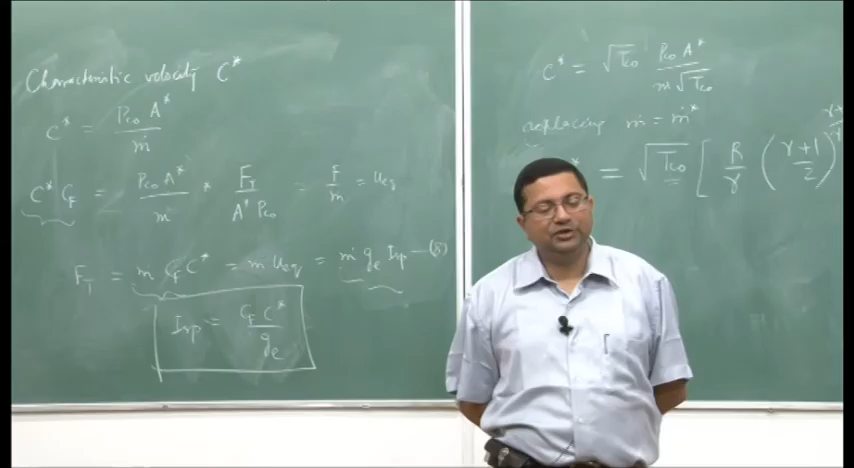 Characteristic velocity C*
C* = Pco A* / ṁ
C* CF = Pco A* / ṁ * FT / A* Pco = F / ṁ = ueq
FT = ṁ CF C* = ṁ ueq = ṁ ge Isp — (8)
Isp = CF C* / ge
C* = √Tco Pco A* / ṁ √Tco
replacing ṁ = ṁ*
* = √Tco [ R / γ ( γ+1 / 2 )